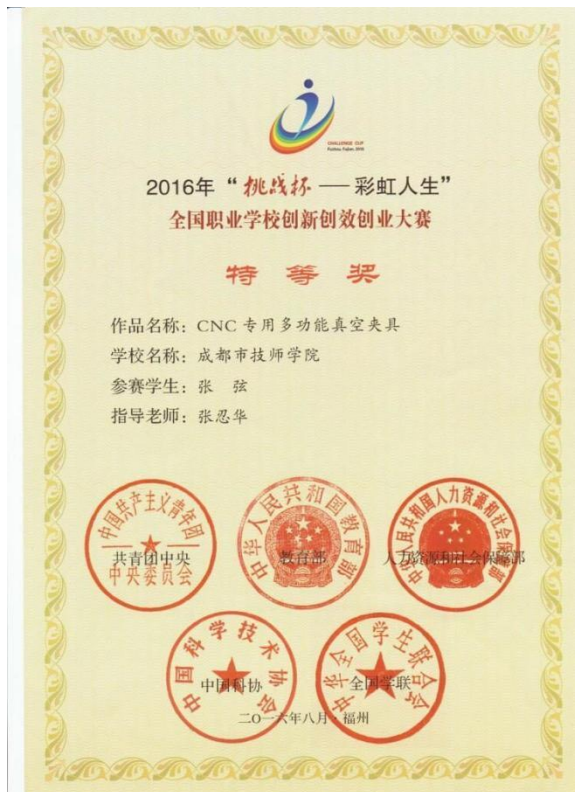 CHALLENGE CUP
Fuzhou, Fujian, 2016
2016年“挑战杯——彩虹人生”
全国职业学校创新创效创业大赛
特等奖
作品名称：CNC 专用多功能真空夹具
学校名称：成都市技师学院
参赛学生：张 弦
指导老师：张忍华
中国共产主义青年团
中央委员会
共青团中央
中华人民共和国教育部
教育部
中华人民共和国人力资源和社会保障部
人力资源和社会保障部
中国科学技术协会
中国科协
中华全国学生联合会
全国学联
二〇一六年八月·福州